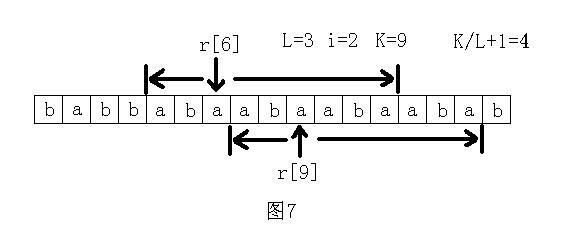 r[6] L=3 i=2 K=9 K/L+1=4
b a b b a b a a b a a b a a b a b
r[9]
图7